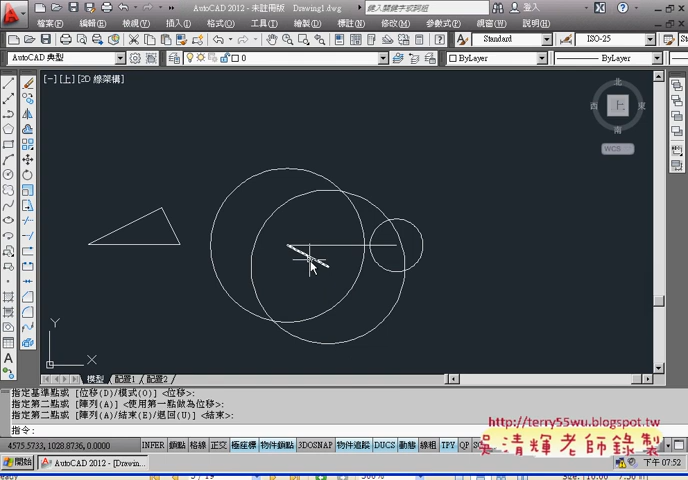 AutoCAD 2012 - 未註冊版 Drawing1.dwg
鍵入關鍵字或片語
登入
檔案(F) 編輯(E) 檢視(V) 插入(I) 格式(O) 工具(T) 繪製(D) 標註(N) 修改(M) 參數式(P) 視窗(W) 說明(H)
Standard ISO-25
AutoCAD 典型 0 ByLayer ByLayer
[-] [上] [2D 線架構]
北
西 上 東
南
WCS
Y
X
模型 配置1 配置2
指定基準點或 [位移(D)/模式(O)] <位移>:
指定第二點或 [陣列(A)] <使用第一點做為位移>:
指定第二點或 [陣列(A)/結束(E)/退回(U)] <結束>:
指令:
http://terry55wu.blogspot.tw
吳清輝老師錄製
4575.5733, 1028.8736, 0.0000 INFER 鎖點 格線 正交 極座標 物件鎖點 3DOSNAP 物件追蹤 DUCS 動態 線粗 TPY QP
開始 AutoCAD 2012 - [Drawin...
下午 07:52